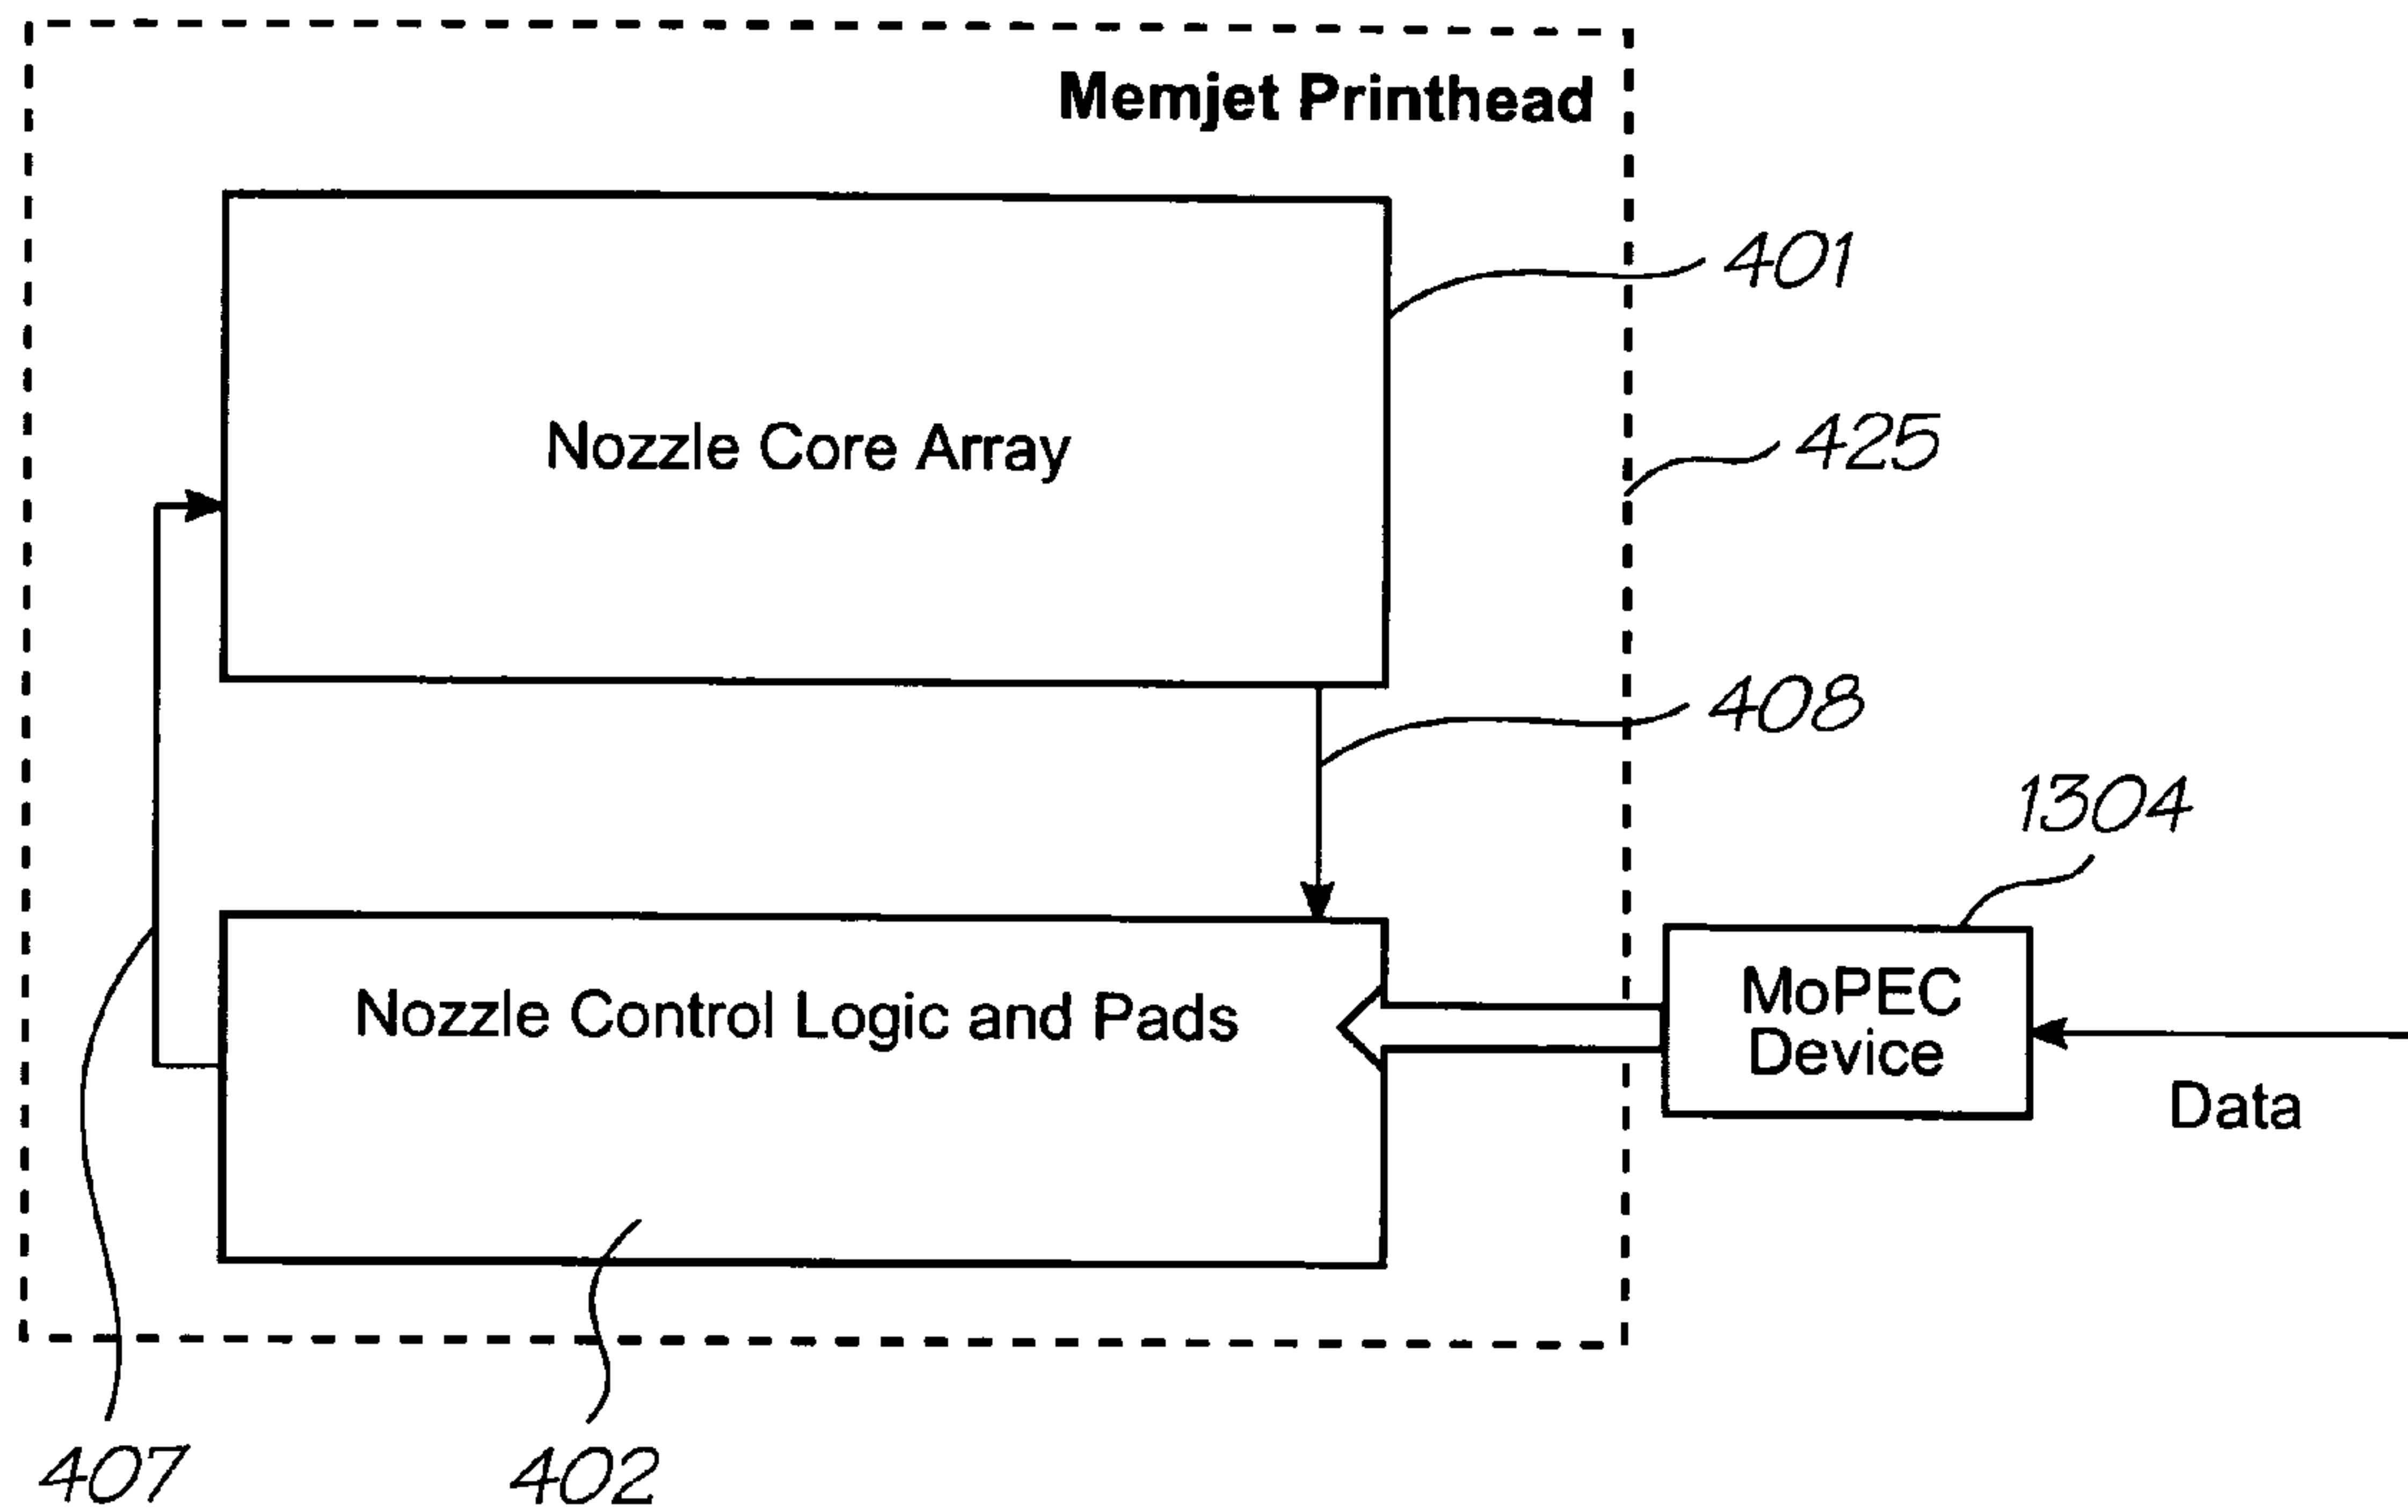 Memjet Printhead
401
Nozzle Core Array
425
408
1304
Nozzle Control Logic and Pads
MoPEC
Device
Data
407
402